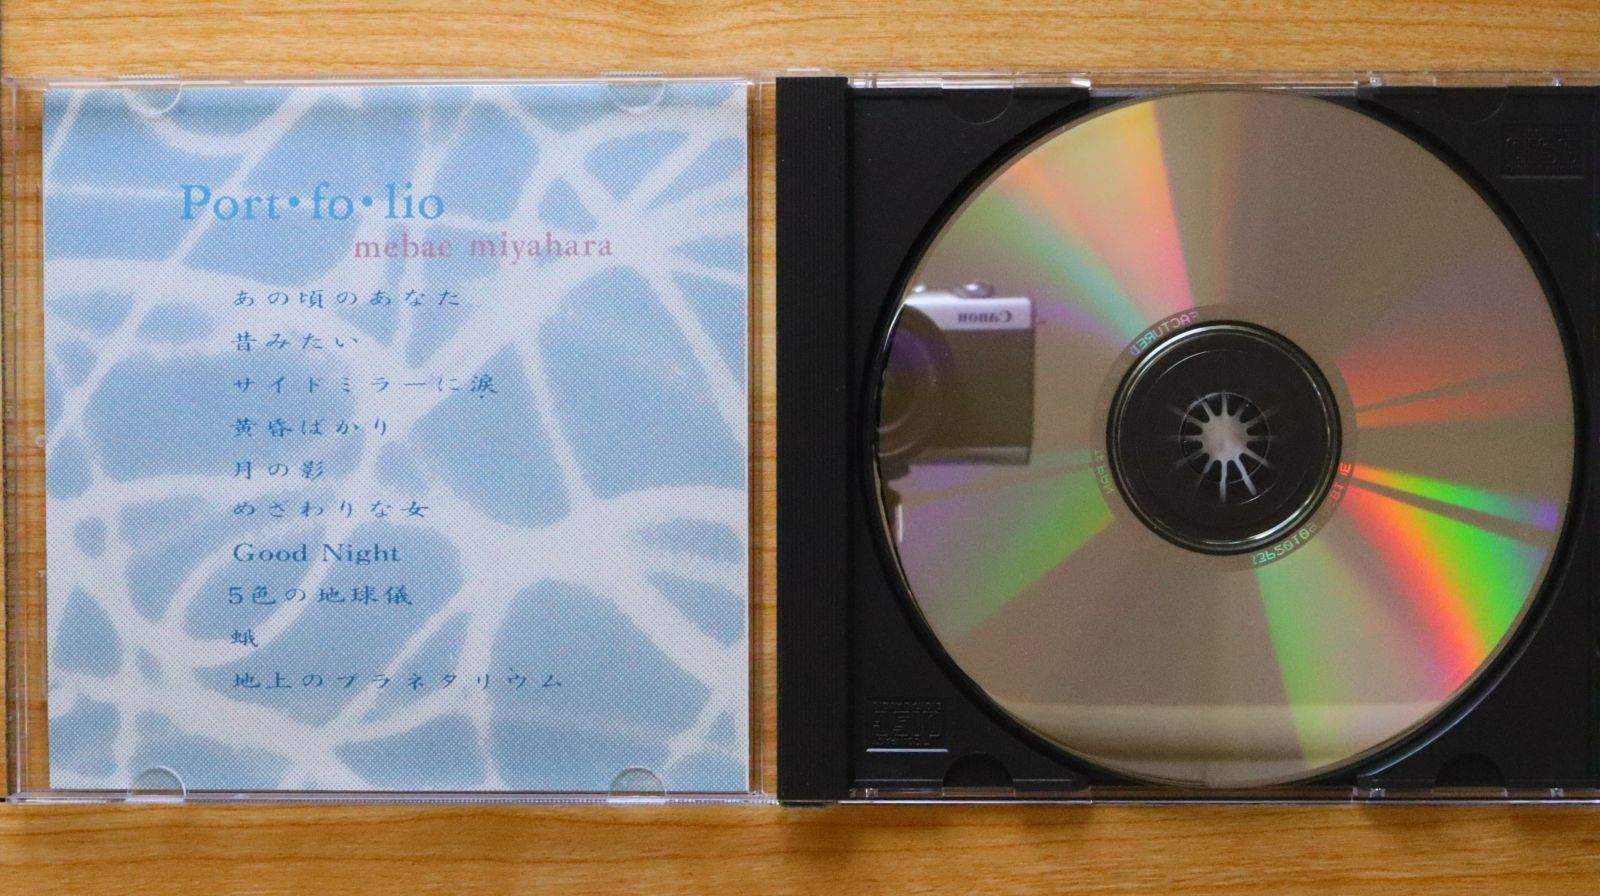 Port・fo・lio
mebae miyahara
あの頃のあなた
昔みたい
サイドミラーに涙
黄昏ばかり
月の影
めざわりな女
Good Night
5色の地球儀
蛾
地上のプラネタリウム
Canon